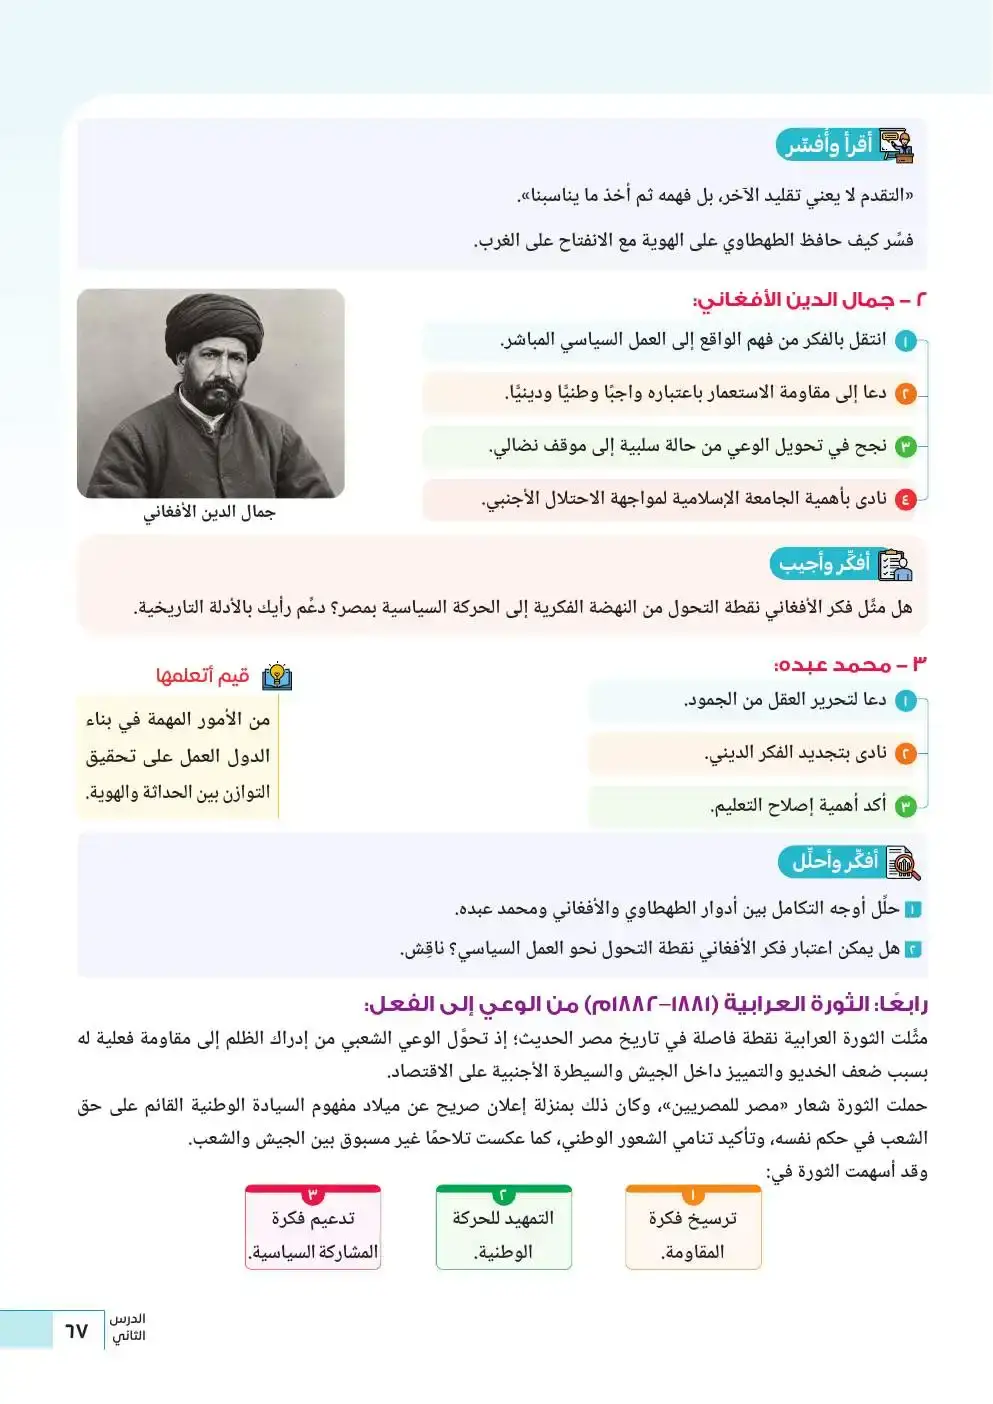 أقرأ وأفسّر
«التقدم لا يعني تقليد الآخر، بل فهمه ثم أخذ ما يناسبنا».
فسِّر كيف حافظ الطهطاوي على الهوية مع الانفتاح على الغرب.
٢ - جمال الدين الأفغاني:
١ انتقل بالفكر من فهم الواقع إلى العمل السياسي المباشر.
٢ دعا إلى مقاومة الاستعمار باعتباره واجبًا وطنيًّا ودينيًّا.
٣ نجح في تحويل الوعي من حالة سلبية إلى موقف نضالي.
٤ نادى بأهمية الجامعة الإسلامية لمواجهة الاحتلال الأجنبي.
جمال الدين الأفغاني
أفكِّر وأجيب
هل مثَّل فكر الأفغاني نقطة التحول من النهضة الفكرية إلى الحركة السياسية بمصر؟ دعِّم رأيك بالأدلة التاريخية.
٣ - محمد عبده:
١ دعا لتحرير العقل من الجمود.
٢ نادى بتجديد الفكر الديني.
٣ أكد أهمية إصلاح التعليم.
قيم أتعلمها
من الأمور المهمة في بناء
الدول العمل على تحقيق
التوازن بين الحداثة والهوية.
أفكِّر وأحلِّل
١ حلِّل أوجه التكامل بين أدوار الطهطاوي والأفغاني ومحمد عبده.
٢ هل يمكن اعتبار فكر الأفغاني نقطة التحول نحو العمل السياسي؟ ناقِش.
رابعًا: الثورة العرابية (١٨٨١-١٨٨٢م) من الوعي إلى الفعل:
مثَّلت الثورة العرابية نقطة فاصلة في تاريخ مصر الحديث؛ إذ تحوَّل الوعي الشعبي من إدراك الظلم إلى مقاومة فعلية له
بسبب ضعف الخديو والتمييز داخل الجيش والسيطرة الأجنبية على الاقتصاد.
حملت الثورة شعار «مصر للمصريين»، وكان ذلك بمنزلة إعلان صريح عن ميلاد مفهوم السيادة الوطنية القائم على حق
الشعب في حكم نفسه، وتأكيد تنامي الشعور الوطني، كما عكست تلاحمًا غير مسبوق بين الجيش والشعب.
وقد أسهمت الثورة في:
١
ترسيخ فكرة
المقاومة.
٢
التمهيد للحركة
الوطنية.
٣
تدعيم فكرة
المشاركة السياسية.
الدرس
الثاني
٦٧